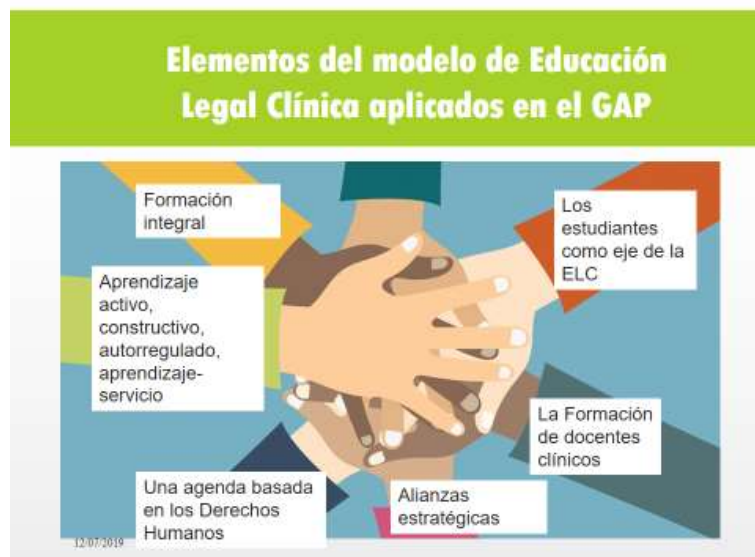 Elementos del modelo de Educación
Legal Clínica aplicados en el GAP
Formación
integral
Los
estudiantes
como eje de la
ELC
Aprendizaje
activo,
constructivo,
autorregulado,
aprendizaje-
servicio
La Formación
de docentes
clínicos
Una agenda basada
en los Derechos
Humanos
Alianzas
estratégicas
12/07/2019